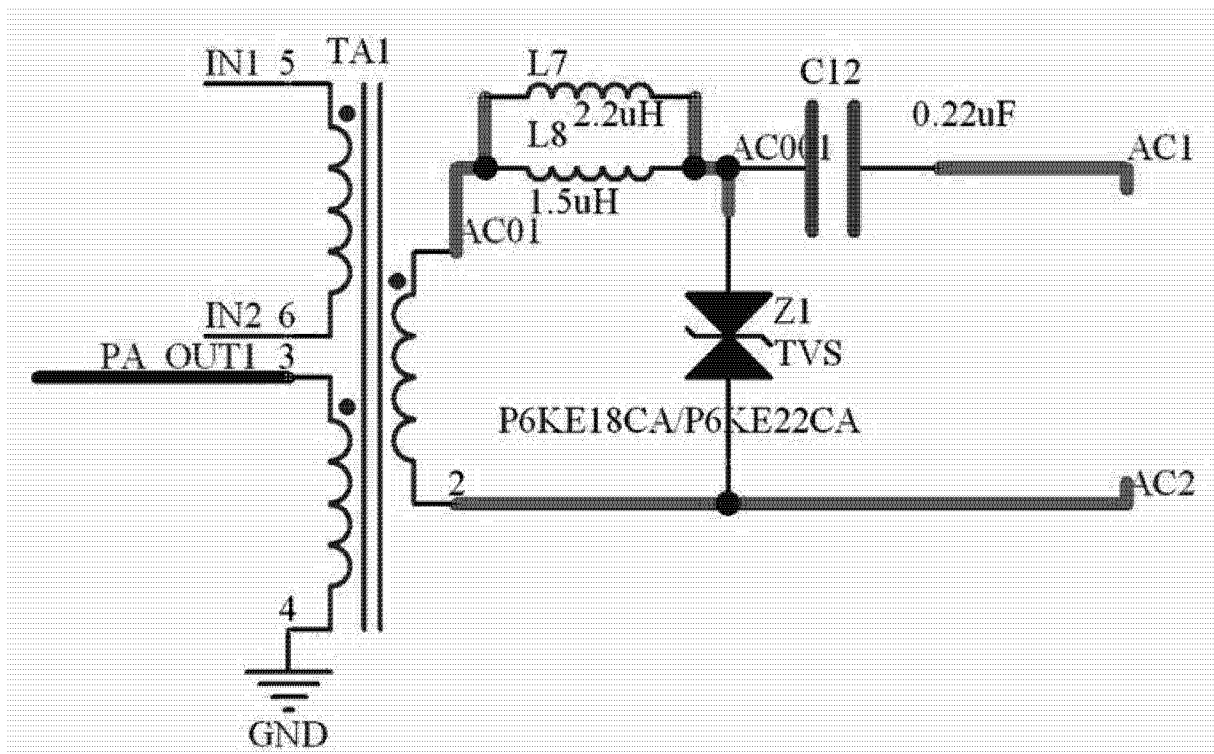 TA1
IN1 5
L7
2.2uH
L8
1.5uH
C12
0.22uF
AC001
AC1
AC01
IN2 6
PA OUT1 3
Z1
TVS
P6KE18CA/P6KE22CA
2
AC2
4
GND